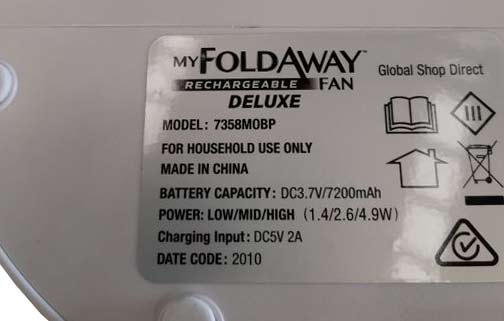 MY FOLDAWAY™
RECHARGEABLE FAN
DELUXE
Global Shop Direct
MODEL: 7358MOBP
FOR HOUSEHOLD USE ONLY
MADE IN CHINA
BATTERY CAPACITY: DC3.7V/7200mAh
POWER: LOW/MID/HIGH (1.4/2.6/4.9W)
Charging Input: DC5V 2A
DATE CODE: 2010
III